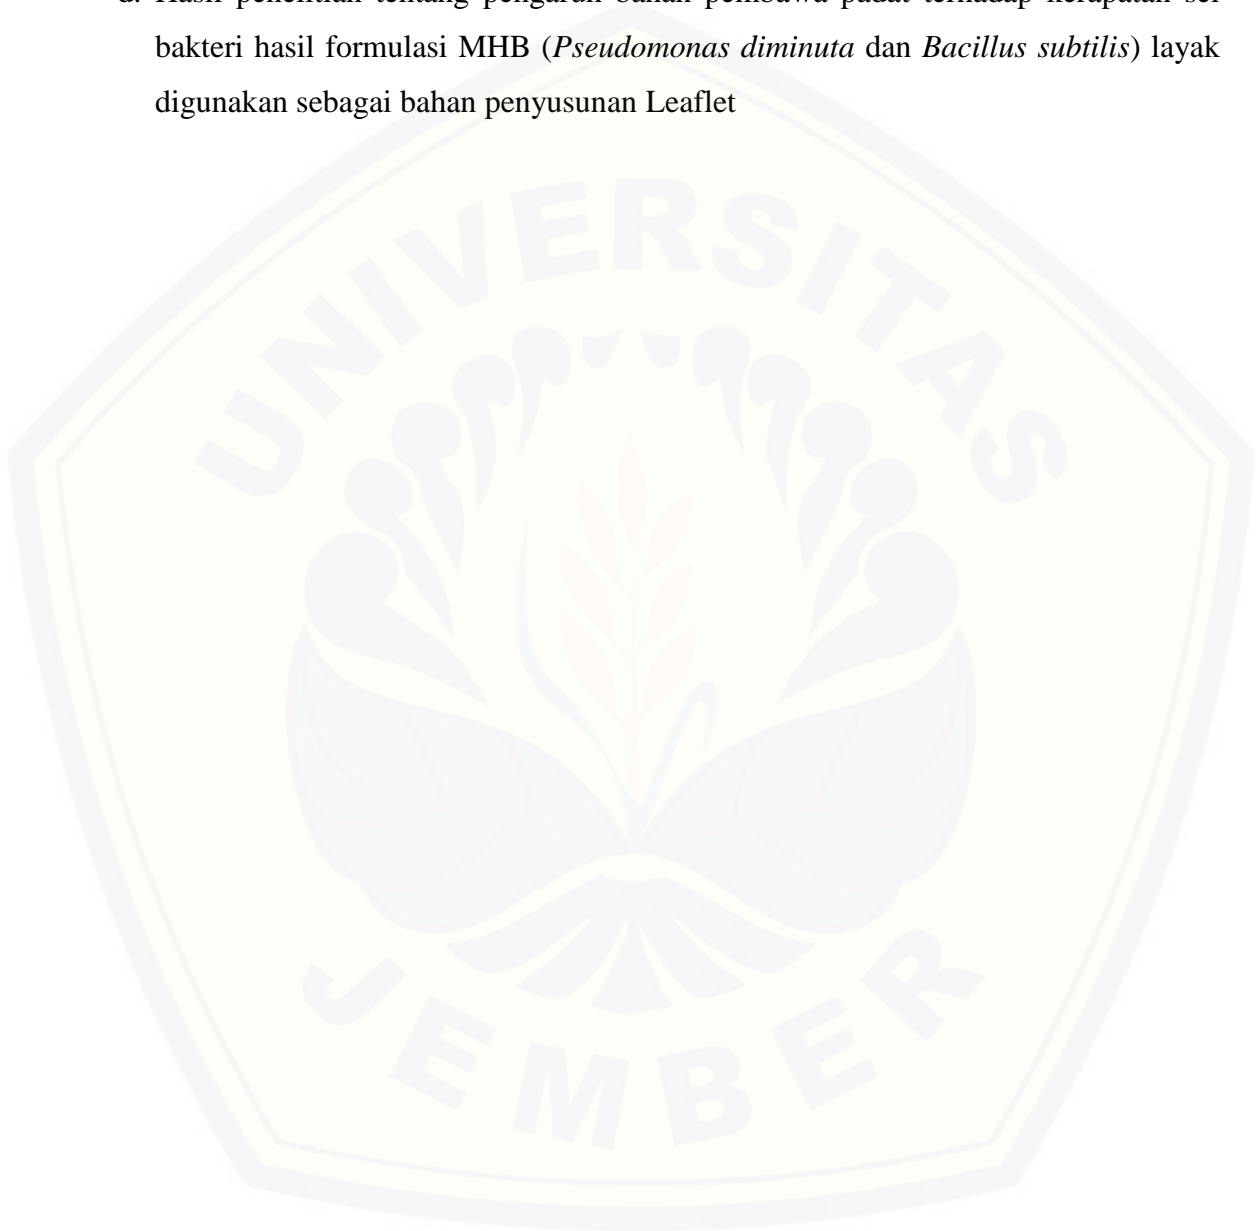 d. Hasil penelitian tentang pengaruh bahan pembawa padat terhadap kerapatan sel
bakteri hasil formulasi MHB (Pseudomonas diminuta dan Bacillus subtilis) layak
digunakan sebagai bahan penyusunan Leaflet
UNIVERSITAS
JEMBER